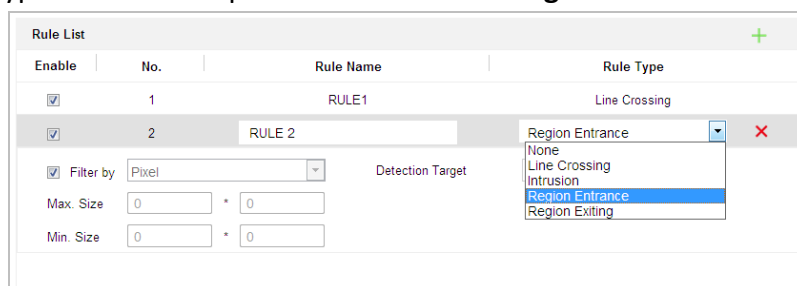 Rule List +
Enable No. Rule Name Rule Type
1 RULE1 Line Crossing
2 RULE 2 Region Entrance
None
Filter by Pixel Detection Target Line Crossing
Intrusion
Max. Size 0 * 0 Region Entrance
Region Exiting
Min. Size 0 * 0